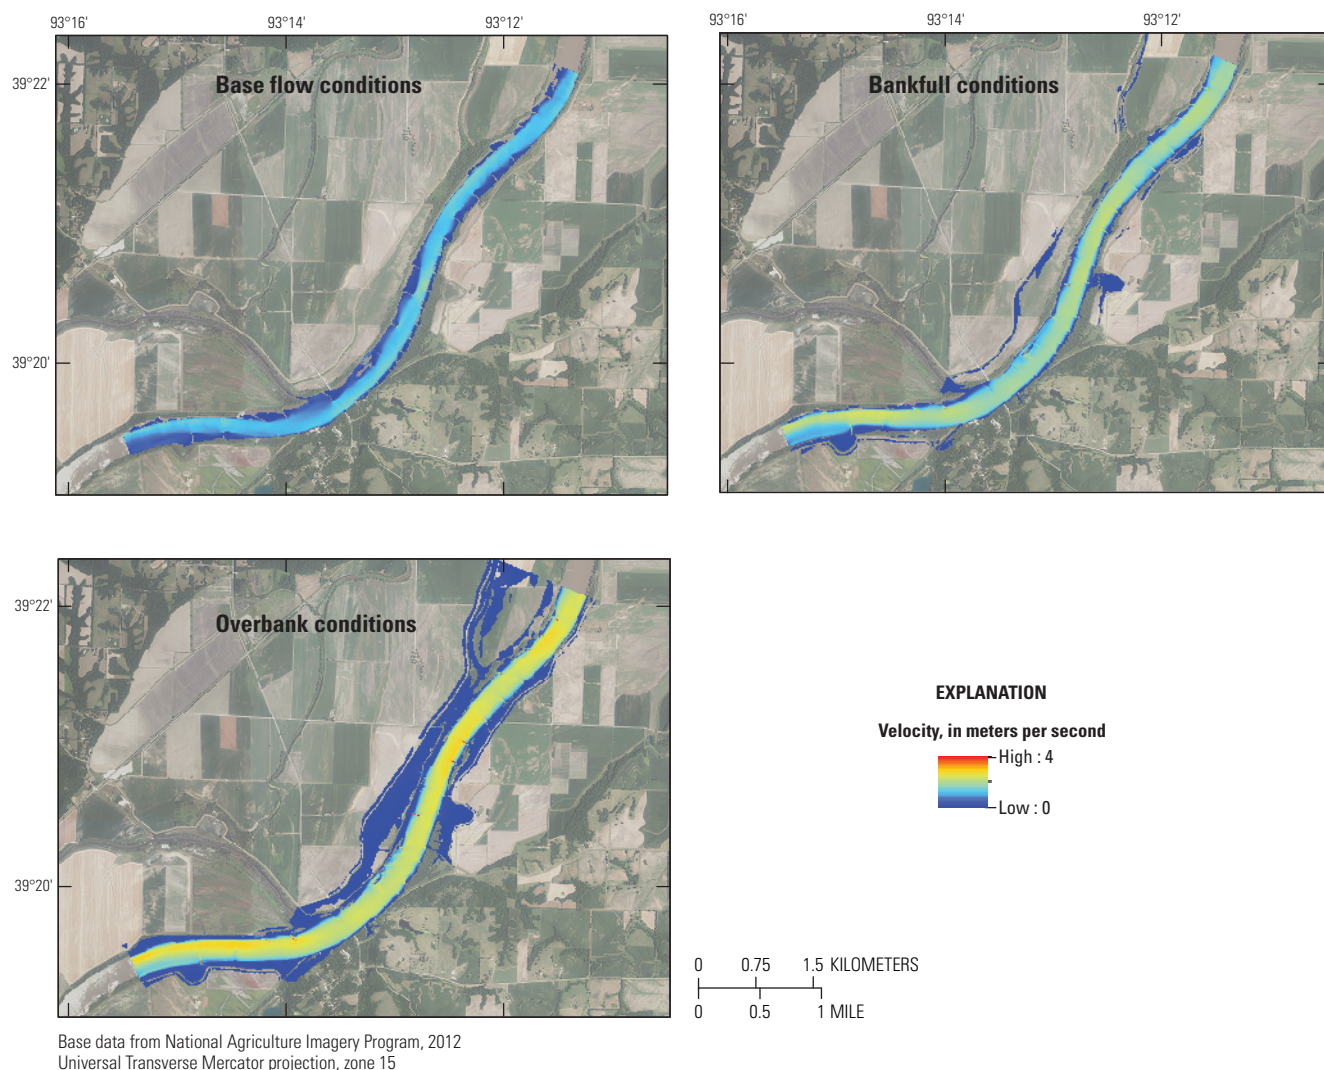 93°16' 93°14' 93°12'
93°16' 93°14' 93°12'
39°22'
Base flow conditions
Bankfull conditions
39°20'
39°22'
Overbank conditions
39°20'
EXPLANATION
Velocity, in meters per second
High : 4
Low : 0
0 0.75 1.5 KILOMETERS
0 0.5 1 MILE
Base data from National Agriculture Imagery Program, 2012
Universal Transverse Mercator projection, zone 15